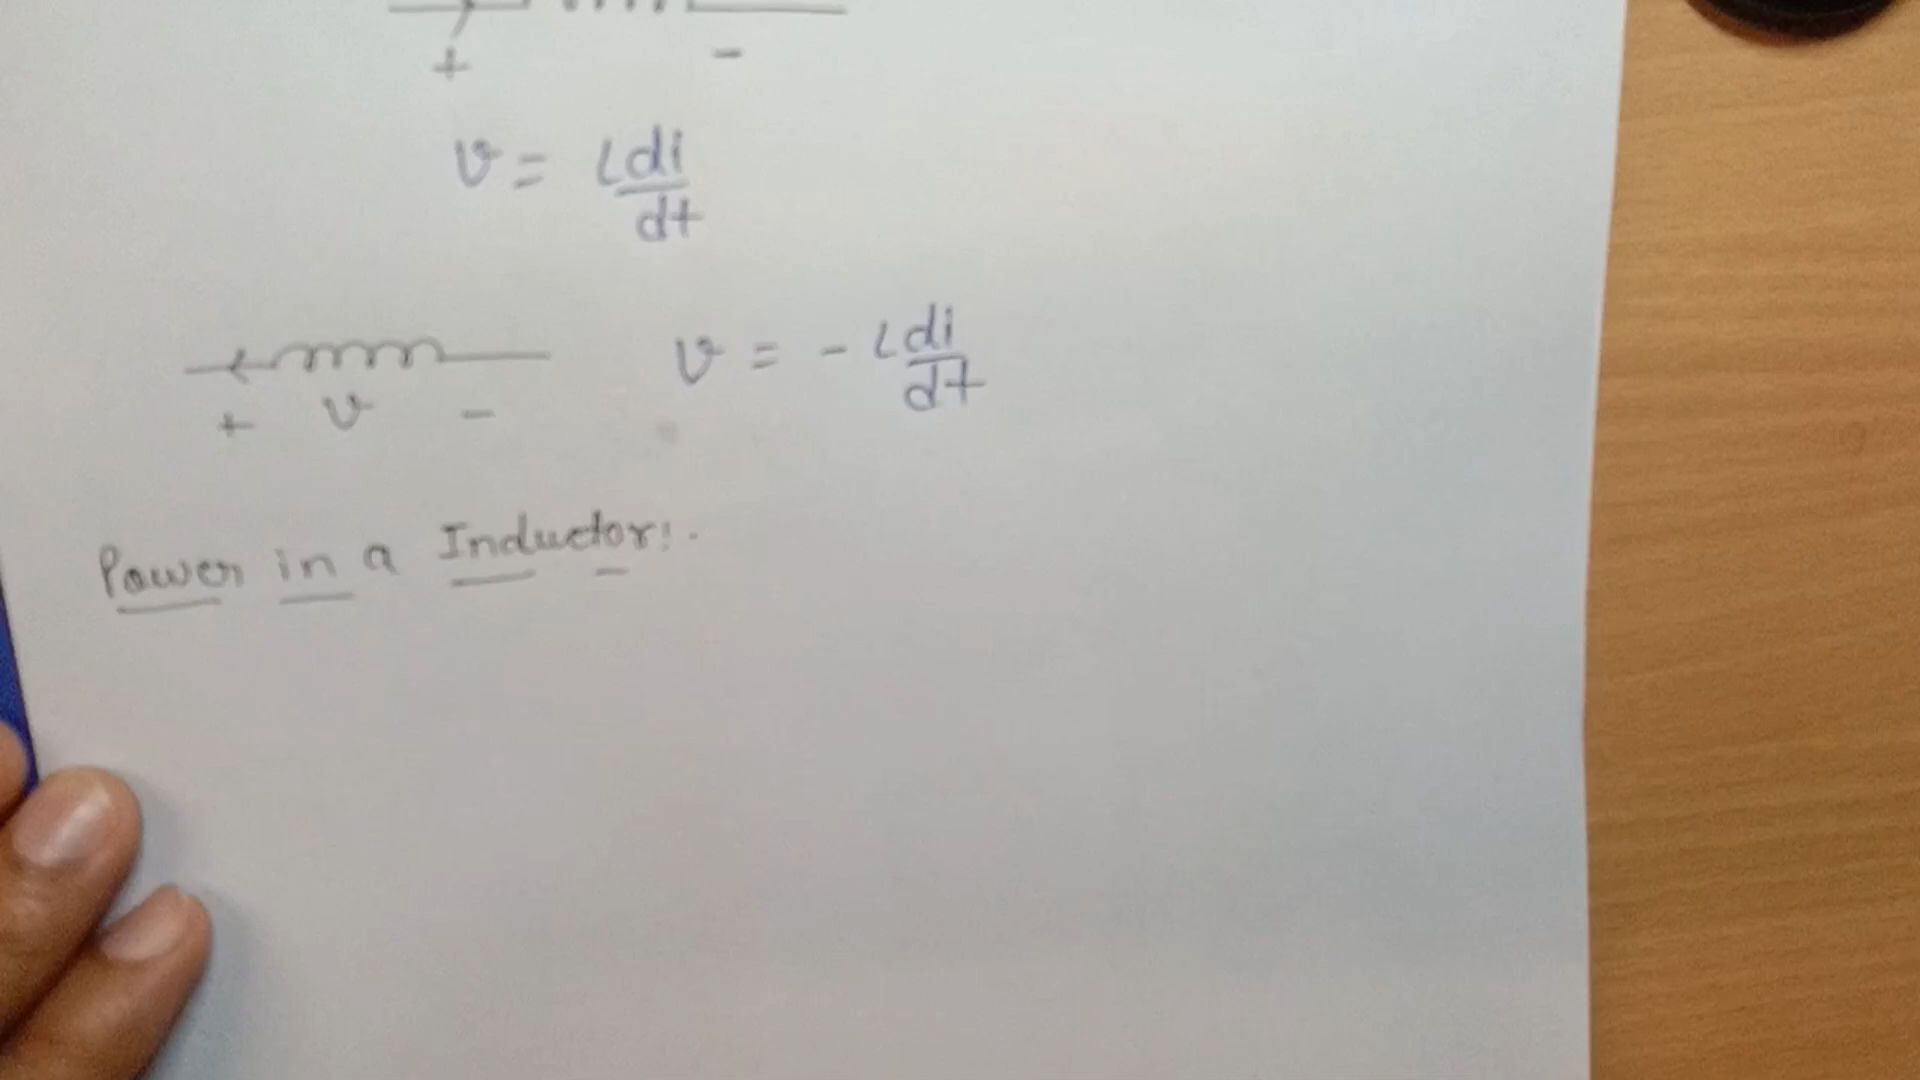 + -
v = L di/dt
+ v - v = - L di/dt
Power in a Inductor:.